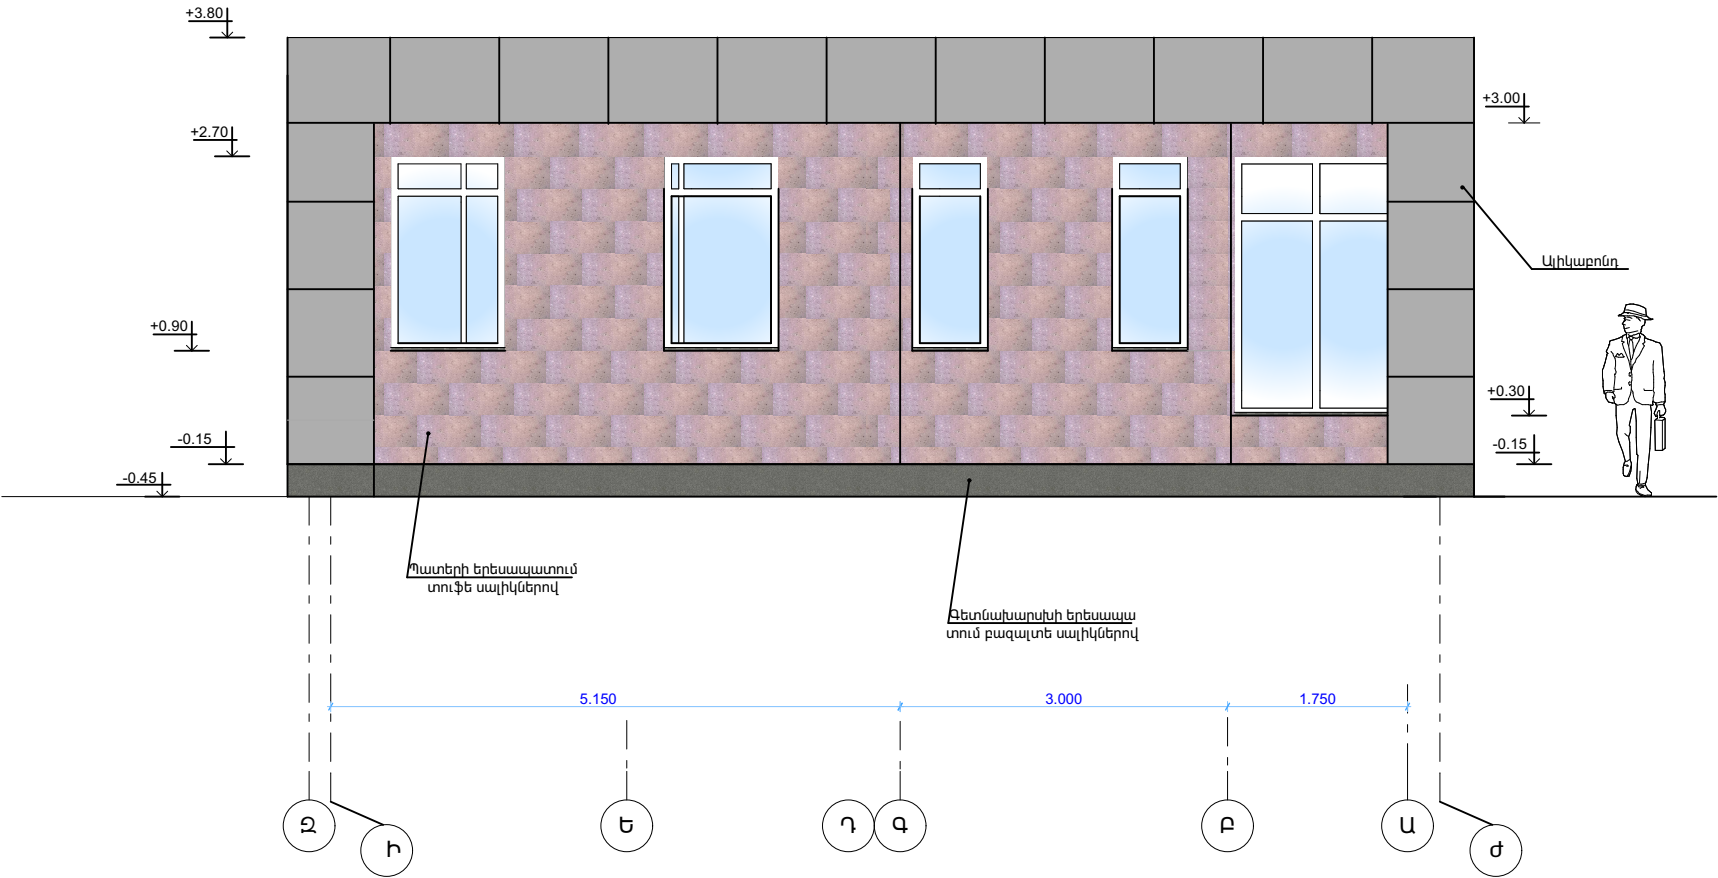 +3.80
+3.00
+2.70
Ալիկաբոնդ
+0.90
+0.30
-0.15
-0.15
-0.45
Պատերի երեսապատում
տուֆե սալիկներով
Գետնախարսխի երեսապա
տում բազալտե սալիկներով
5.150
3.000
1.750
Զ
Ի
Ե
Դ
Գ
Բ
Ա
Ժ